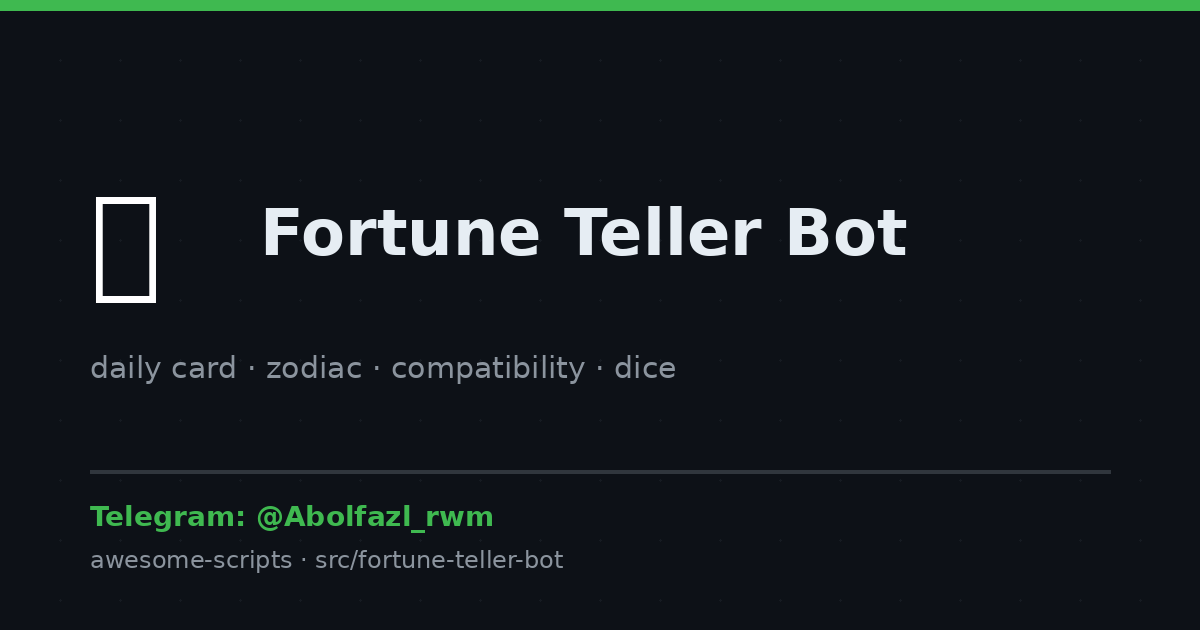 Fortune Teller Bot
daily card · zodiac · compatibility · dice
Telegram: @Abolfazl_rwm
awesome-scripts · src/fortune-teller-bot